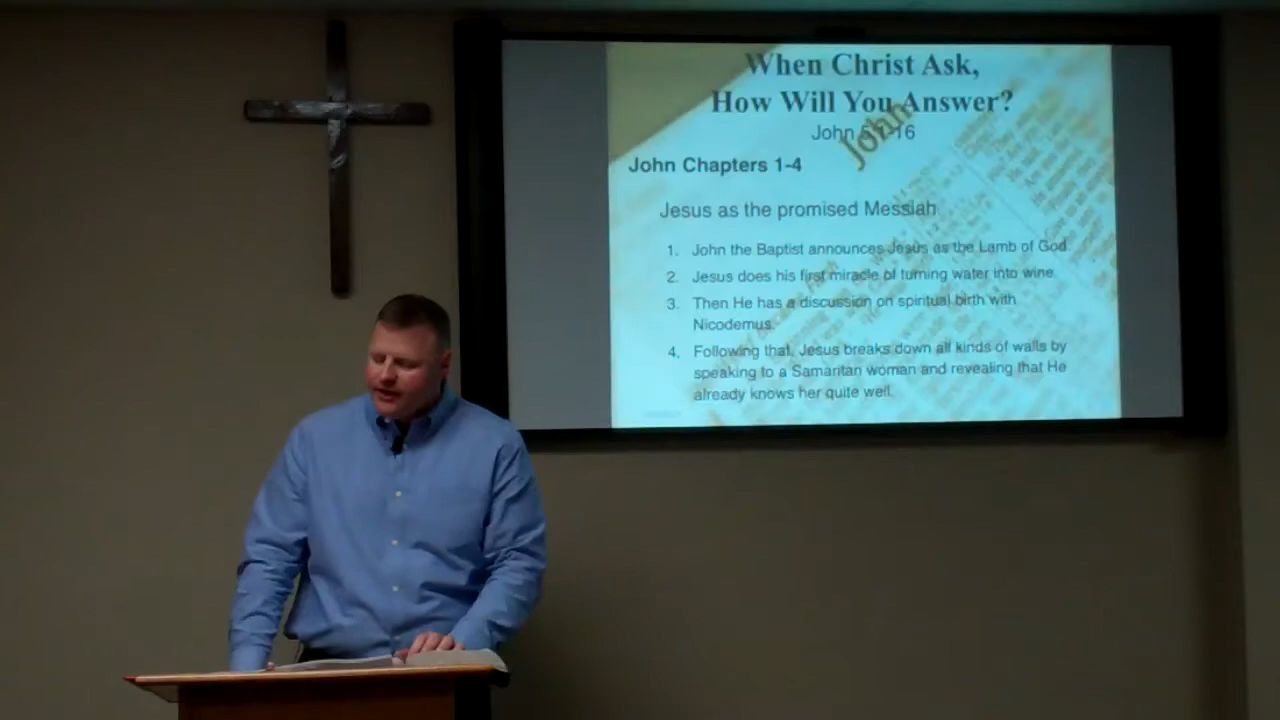 When Christ Ask,
How Will You Answer?
John 5:1-16
John
John Chapters 1-4
Jesus as the promised Messiah
1. John the Baptist announces Jesus as the Lamb of God
2. Jesus does his first miracle of turning water into wine.
3. Then He has a discussion on spiritual birth with
Nicodemus.
4. Following that, Jesus breaks down all kinds of walls by
speaking to a Samaritan woman and revealing that He
already knows her quite well.